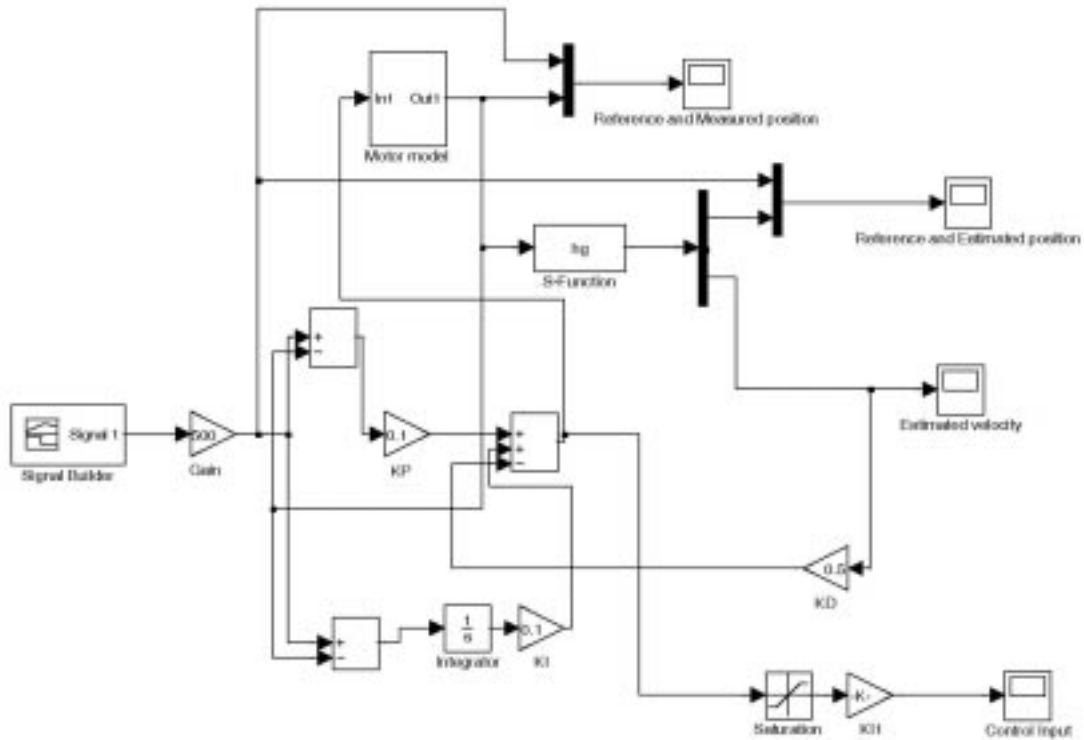 In1 Out1
Motor model
Reference and Measured position
Reference and Estimated position
hg
S-Function
+
−
Signal 1
Signal Builder
500
Gain
0.1
KP
+
+
−
Estimated velocity
0.5
KD
+
−
1
s
Integrator
0.1
KI
Saturation
-K-
Control Input